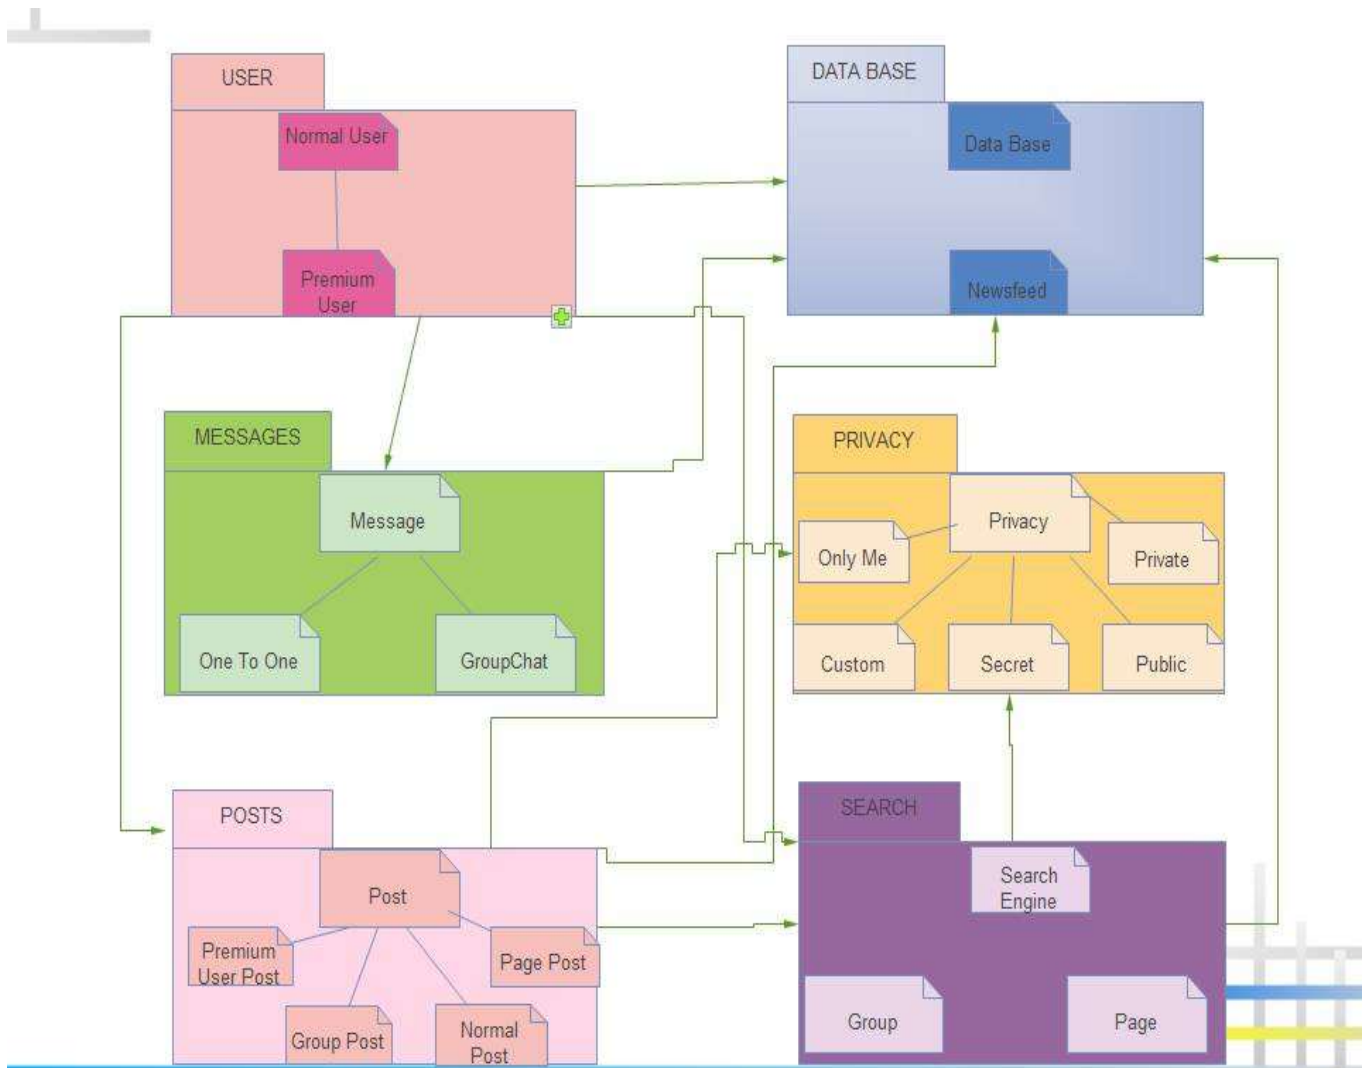 USER
Normal User
Premium
User
DATA BASE
Data Base
Newsfeed
MESSAGES
Message
One To One
GroupChat
PRIVACY
Privacy
Only Me
Private
Custom
Secret
Public
POSTS
Post
Premium
User Post
Page Post
Group Post
Normal
Post
SEARCH
Search
Engine
Group
Page